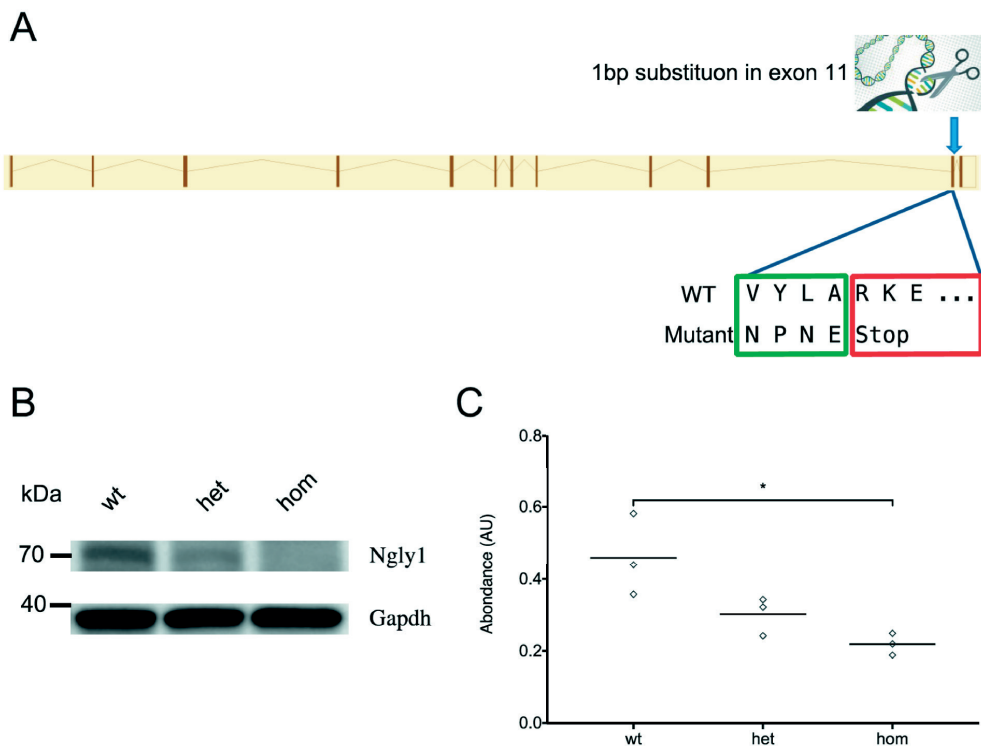 A
1bp substituon in exon 11
WT V Y L A R K E ...
Mutant N P N E Stop
B
kDa
wt het hom
70 Ngly1
40 Gapdh
C
Abondance (AU)
0.8
0.6
0.4
0.2
0.0
*
wt het hom